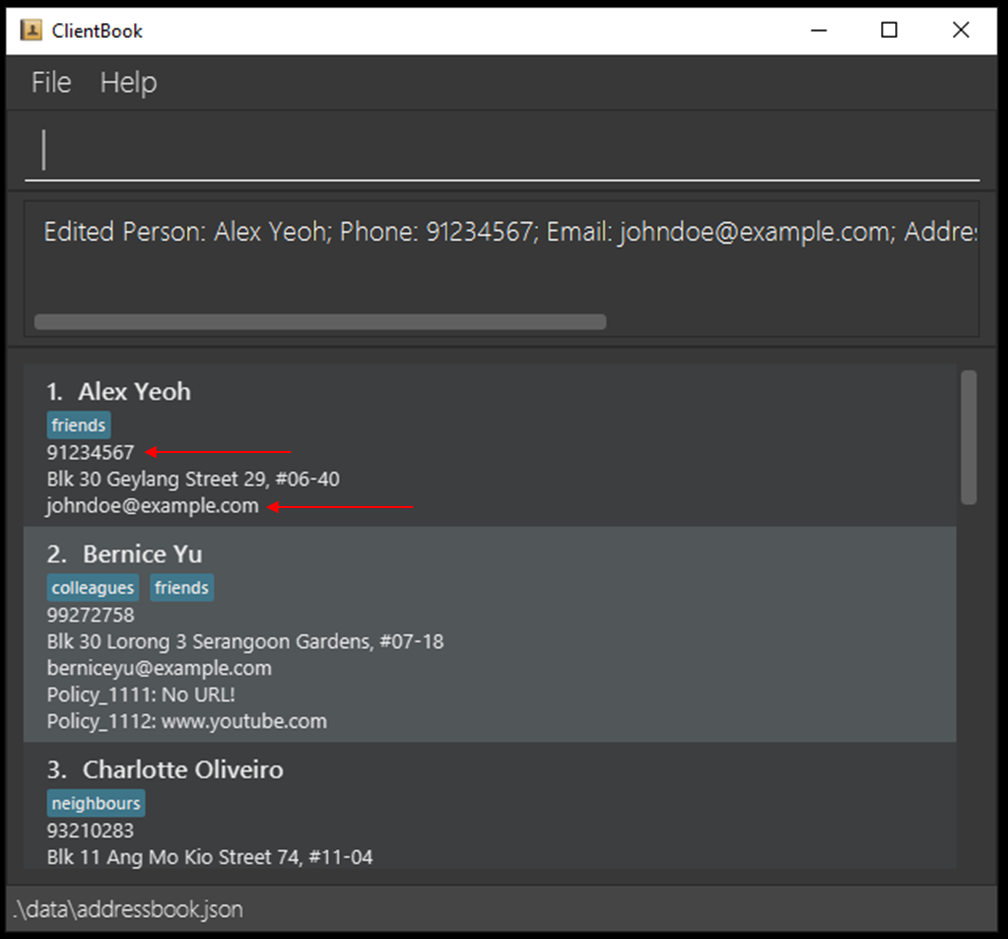 ClientBook
File Help
Edited Person: Alex Yeoh; Phone: 91234567; Email: johndoe@example.com; Addres
1. Alex Yeoh
friends
91234567
Blk 30 Geylang Street 29, #06-40
johndoe@example.com
2. Bernice Yu
colleagues friends
99272758
Blk 30 Lorong 3 Serangoon Gardens, #07-18
berniceyu@example.com
Policy_1111: No URL!
Policy_1112: www.youtube.com
3. Charlotte Oliveiro
neighbours
93210283
Blk 11 Ang Mo Kio Street 74, #11-04
.\data\addressbook.json